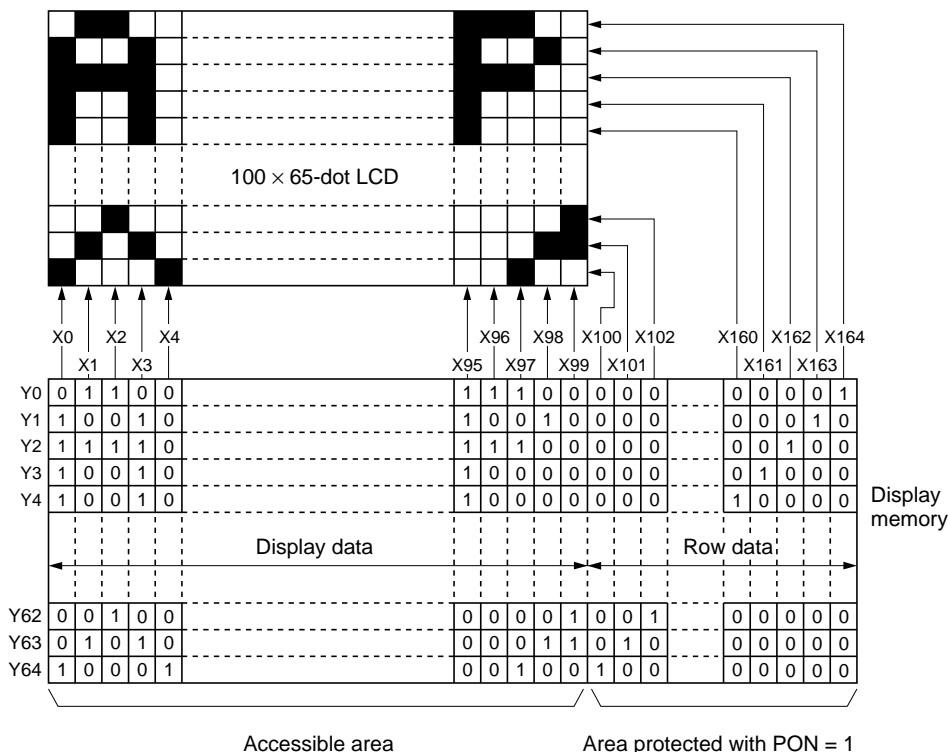 100 × 65-dot LCD
X0 X2 X4 X96 X98 X100 X102 X160 X162 X164
X1 X3 X95 X97 X99 X101 X161 X163
Y0 0 1 1 0 0 1 1 1 0 0 0 0 0 0 0 0 0 1
Y1 1 0 0 1 0 1 0 0 1 0 0 0 0 0 0 0 1 0
Y2 1 1 1 1 0 1 1 1 0 0 0 0 0 0 0 1 0 0
Y3 1 0 0 1 0 1 0 0 0 0 0 0 0 0 1 0 0 0
Y4 1 0 0 1 0 1 0 0 0 0 0 0 0 1 0 0 0 0
Display
memory
Display data Row data
Y62 0 0 1 0 0 0 0 0 0 1 0 0 1 0 0 0 0 0
Y63 0 1 0 1 0 0 0 0 1 1 0 1 0 0 0 0 0 0
Y64 1 0 0 0 1 0 0 1 0 0 1 0 0 0 0 0 0 0
Accessible area Area protected with PON = 1